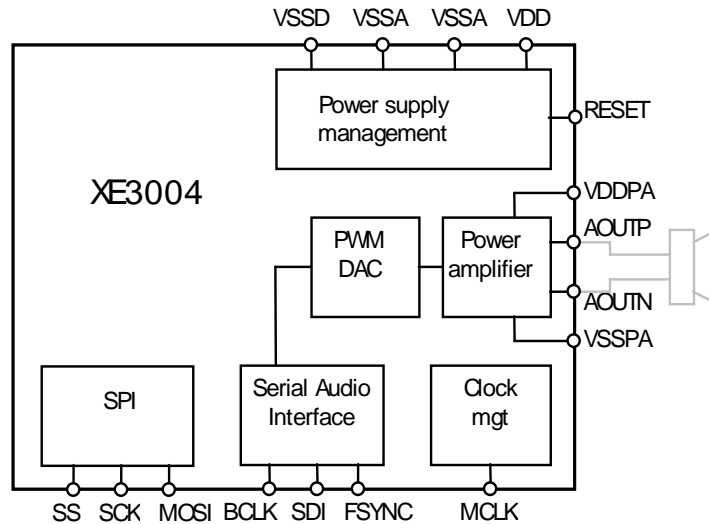 VSSD VSSA VSSA VDD
Power supply
management
RESET
XE3004
VDDPA
AOUTP
PWM
DAC
Power
amplifier
AOUTN
VSSPA
SPI
Serial Audio
Interface
Clock
mgt
SS SCK MOSI BCLK SDI FSYNC MCLK